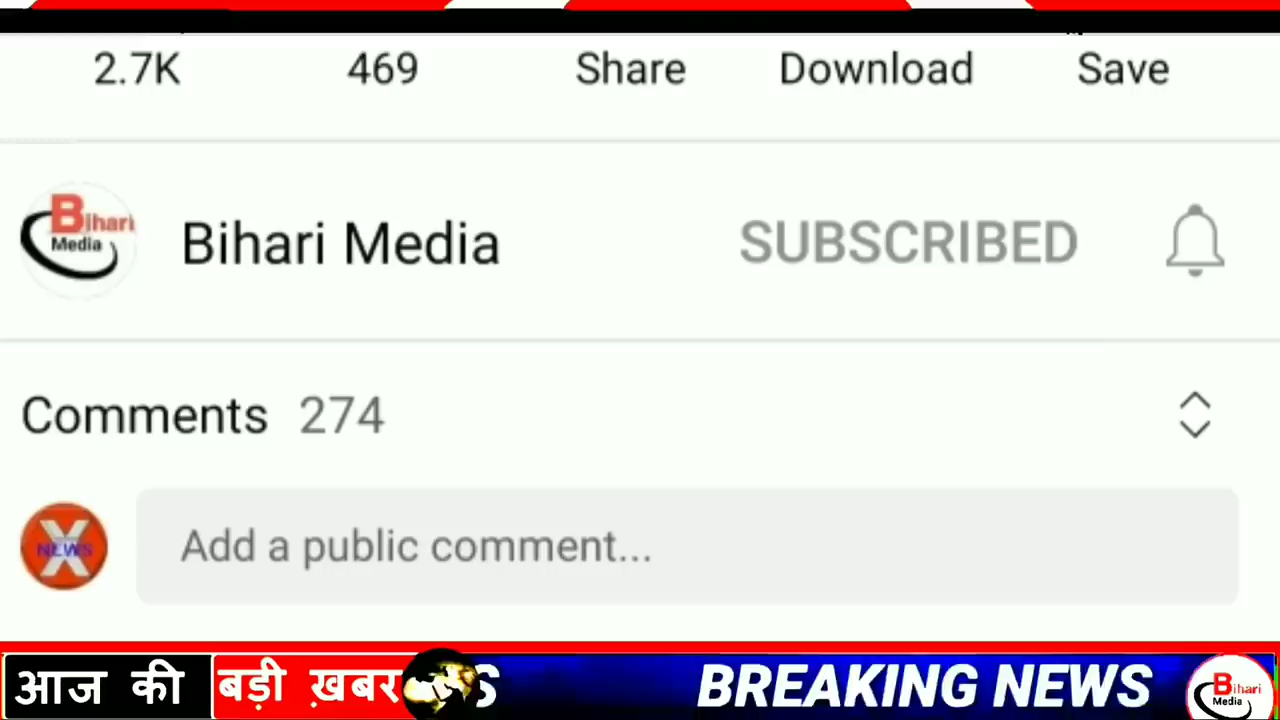 2.7K 469 Share Download Save
Bihari Media
Bihari Media SUBSCRIBED
Comments 274
X NEWS
Add a public comment...
आज की बड़ी ख़बर S BREAKING NEWS
Bihari Media